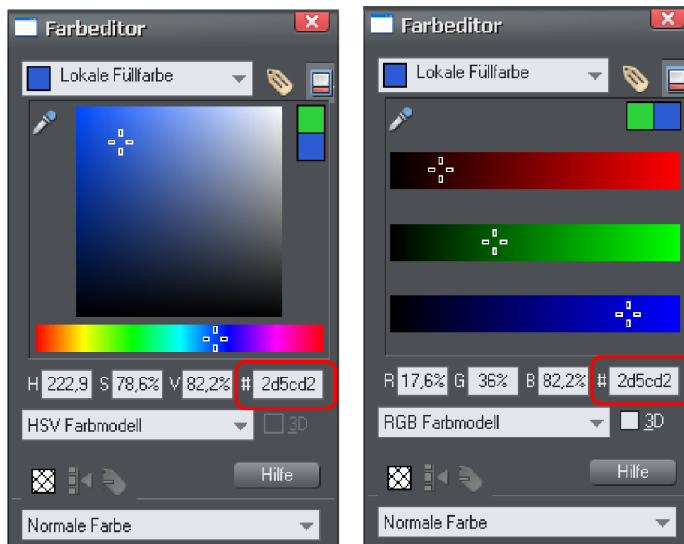 Farbeditor
Lokale Füllfarbe
H 222,9 S 78,6% V 82,2% # 2d5cd2
HSV Farbmodell
3D
Hilfe
Normale Farbe
Farbeditor
Lokale Füllfarbe
R 17,6% G 36% B 82,2% # 2d5cd2
RGB Farbmodell
3D
Hilfe
Normale Farbe